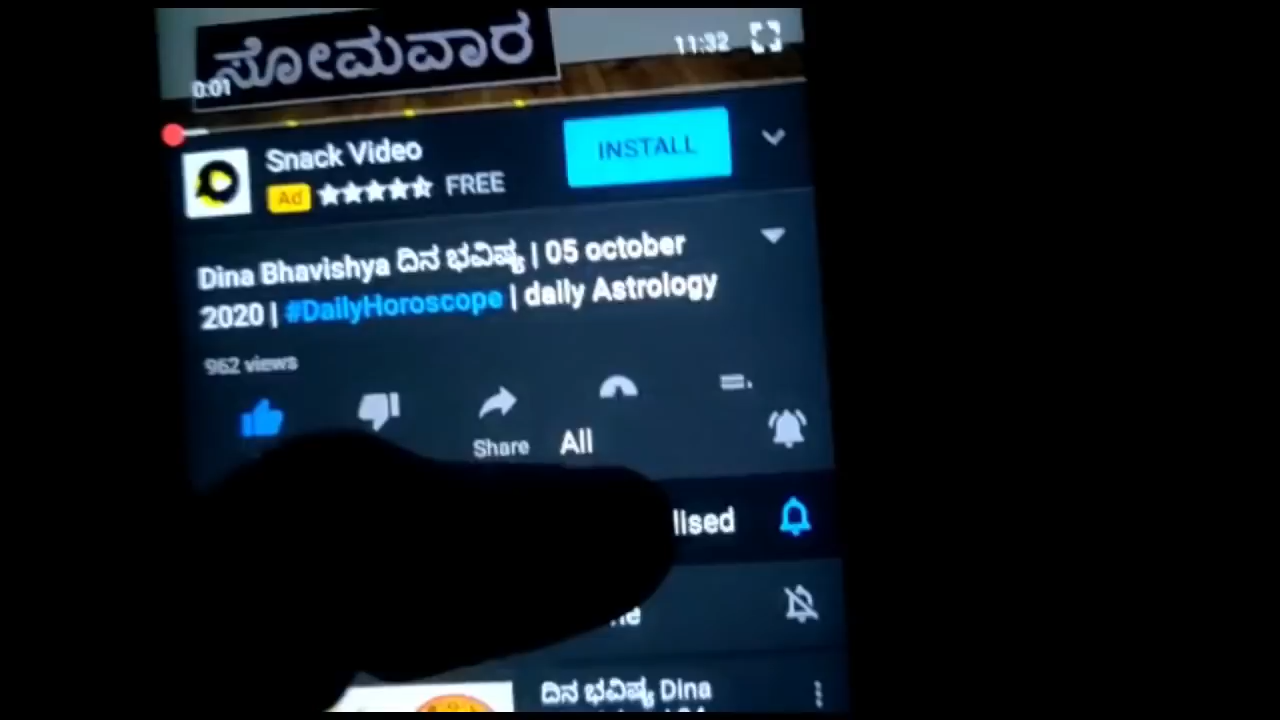 ಸೋಮವಾರ
0:01
11:32
Snack Video
INSTALL
Ad
FREE
Dina Bhavishya ದಿನ ಭವಿಷ್ಯ | 05 october
2020 | #DailyHoroscope | daily Astrology
962 views
Share
All
lised
ದಿನ ಭವಿಷ್ಯ Dina